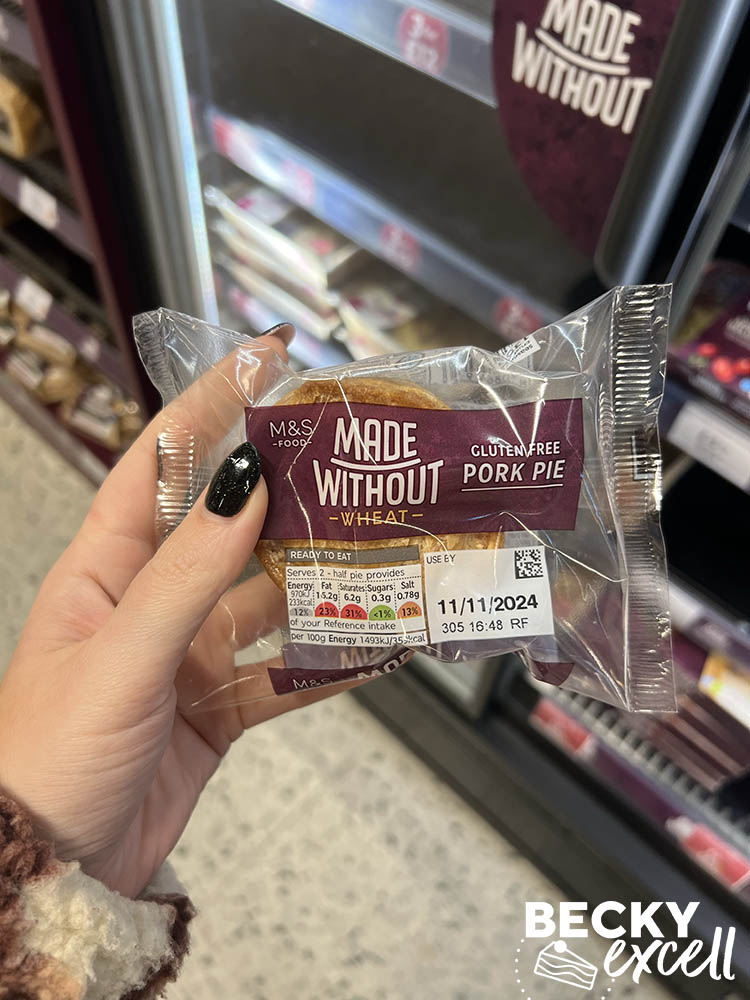 3 for
£12
MADE
WITHOUT
M&S
-FOOD-
MADE
WITHOUT
-WHEAT-
GLUTEN FREE
PORK PIE
READY TO EAT
Serves 2 - half pie provides
Energy Fat Saturates Sugars Salt
970kJ 15.2g 6.2g 0.3g 0.78g
233kcal
12% 23% 31% <1% 13%
of your Reference intake
per 100g Energy 1493kJ/
USE BY
11/11/2024
305 16:48 RF
M&S
BECKY
excell